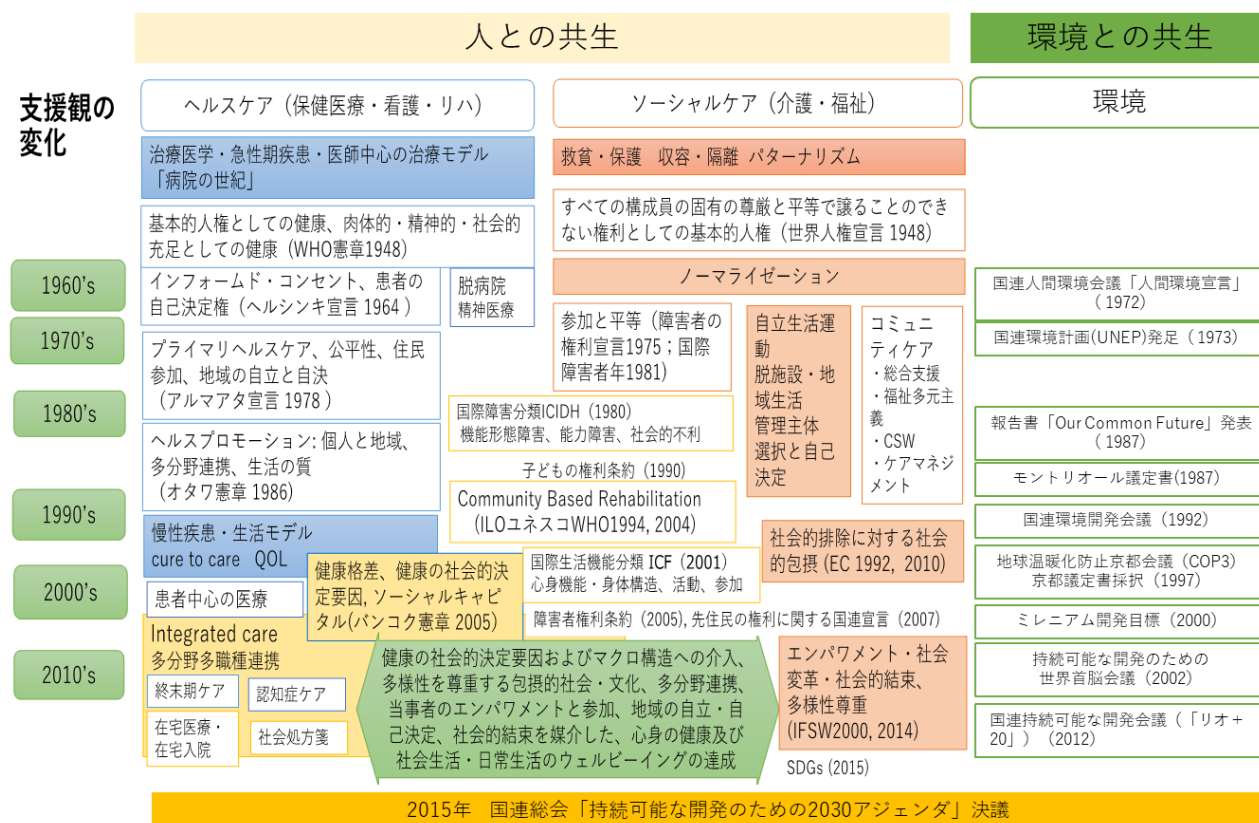 人との共生
環境との共生
支援観の
変化
ヘルスケア（保健医療・看護・リハ）
ソーシャルケア（介護・福祉）
環境
治療医学・急性期疾患・医師中心の治療モデル
「病院の世紀」
救貧・保護　収容・隔離 パターナリズム
基本的人権としての健康、肉体的・精神的・社会的
充足としての健康（WHO憲章1948）
すべての構成員の固有の尊厳と平等で譲ることのでき
ない権利としての基本的人権（世界人権宣言 1948）
1960's
インフォームド・コンセント、患者の
自己決定権（ヘルシンキ宣言 1964 ）
脱病院
精神医療
ノーマライゼーション
国連人間環境会議「人間環境宣言」
（ 1972）
1970's
プライマリヘルスケア、公平性、住民
参加、地域の自立と自決
（アルマアタ宣言 1978 ）
参加と平等（障害者の
権利宣言1975；国際
障害者年1981）
自立生活運
動
脱施設・地
域生活
管理主体
選択と自己
決定
コミュニ
ティケア
・総合支援
・福祉多元主
義
・CSW
・ケアマネジ
メント
国連環境計画(UNEP)発足（ 1973）
1980's
国際障害分類ICIDH（1980）
機能形態障害、能力障害、社会的不利
報告書「Our Common Future」発表
（ 1987）
ヘルスプロモーション: 個人と地域、
多分野連携、生活の質
（オタワ憲章 1986）
子どもの権利条約（1990）
モントリオール議定書(1987）
1990's
Community Based Rehabilitation
（ILOユネスコWHO1994, 2004）
国連環境開発会議（1992）
慢性疾患・生活モデル
cure to care　QOL
社会的排除に対する社会
的包摂 (EC 1992, 2010)
健康格差、健康の社会的決
定要因, ソーシャルキャピ
タル(バンコク憲章 2005）
国際生活機能分類 ICF（2001）
心身機能・身体構造、活動、参加
地球温暖化防止京都会議（COP3）
京都議定書採択（1997）
2000's
患者中心の医療
障害者権利条約（2005), 先住民の権利に関する国連宣言（2007）
ミレニアム開発目標（2000）
Integrated care
多分野多職種連携
2010's
終末期ケア
認知症ケア
在宅医療・
在宅入院
社会処方箋
健康の社会的決定要因およびマクロ構造への介入、
多様性を尊重する包摂的社会・文化、多分野連携、
当事者のエンパワメントと参加、地域の自立・自
己決定、社会的結束を媒介した、心身の健康及び
社会生活・日常生活のウェルビーイングの達成
エンパワメント・社会
変革・社会的結束、
多様性尊重
(IFSW2000, 2014）
SDGs (2015）
持続可能な開発のための
世界首脳会議（2002）
国連持続可能な開発会議（「リオ＋
20」）（2012）
2015年　国連総会「持続可能な開発のための2030アジェンダ」決議